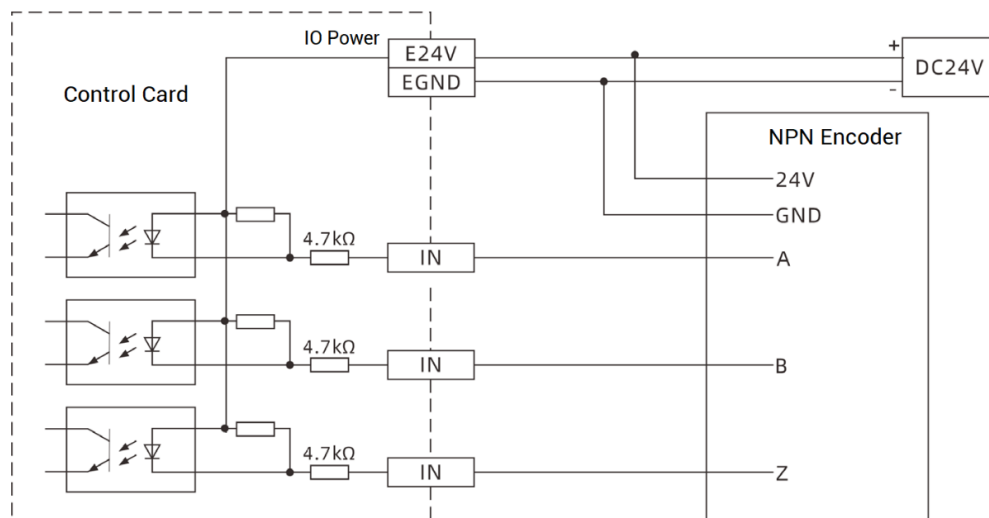 IO Power
E24V
EGND
+
-
DC24V
Control Card
NPN Encoder
24V
GND
4.7kΩ
IN
A
4.7kΩ
IN
B
4.7kΩ
IN
Z